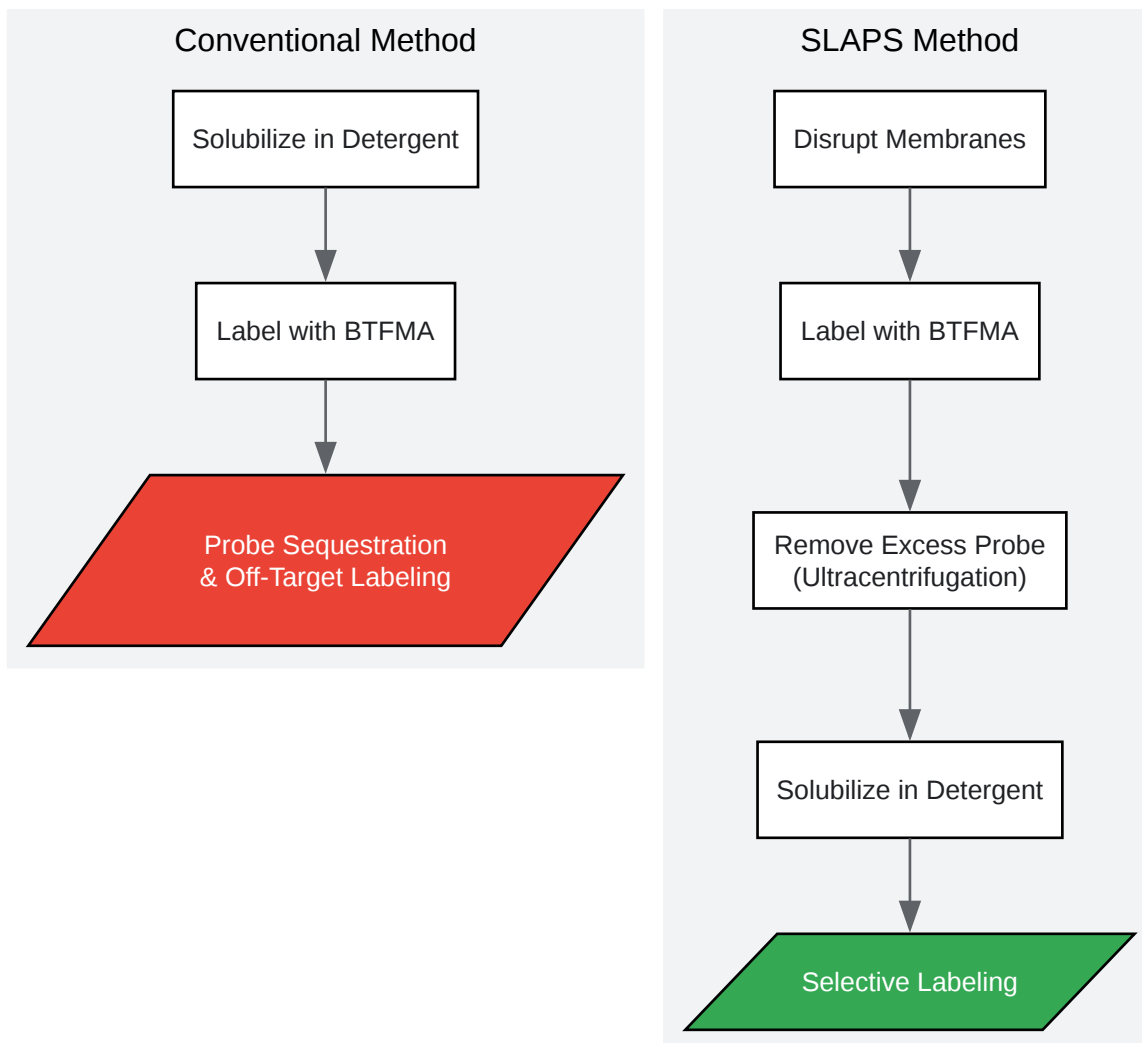 Conventional Method
Solubilize in Detergent
Label with BTFMA
Probe Sequestration
& Off-Target Labeling
SLAPS Method
Disrupt Membranes
Label with BTFMA
Remove Excess Probe
(Ultracentrifugation)
Solubilize in Detergent
Selective Labeling